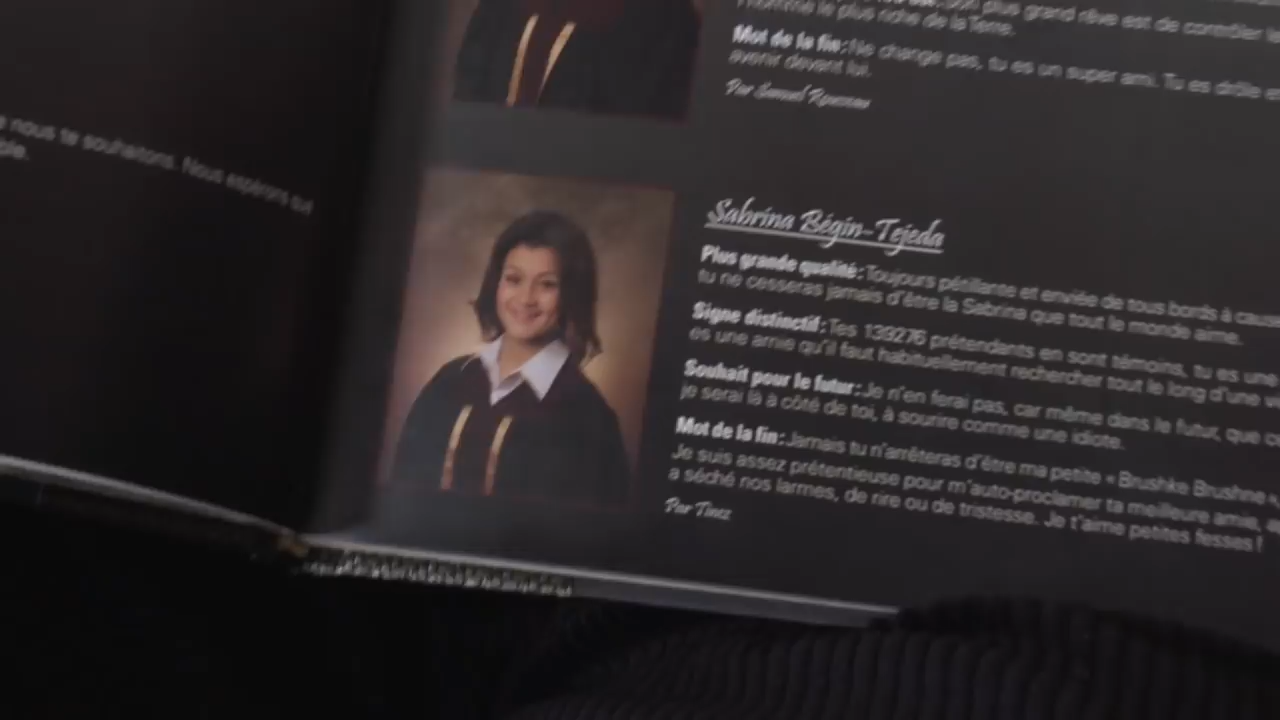 plus grand rêve est de contrôler
l'homme le plus riche de la Terre.
Mot de la fin: Ne change pas, tu es un super ami. Tu es drôle
avenir devant lui.
Par Samuel Rousseau
nous te souhaitons. Nous espérons
Sabrina Bégin-Tejeda
Plus grande qualité: Toujours pétillante et enviée de tous bords à
tu ne cesseras jamais d'être la Sabrina que tout le monde aime.
Signe distinctif: Tes 139276 prétendants en sont témoins, tu es une
es une amie qu'il faut habituellement rechercher tout le long d'une
Souhait pour le futur: Je n'en ferai pas, car même dans le futur, que
je serai là à côté de toi, à sourire comme une idiote.
Mot de la fin: Jamais tu n'arrêteras d'être ma petite « Brushke Brushne
Je suis assez prétentieuse pour m'auto-proclamer ta meilleure amie,
a séché nos larmes, de rire ou de tristesse. Je t'aime petites fesses !
Par Tinez